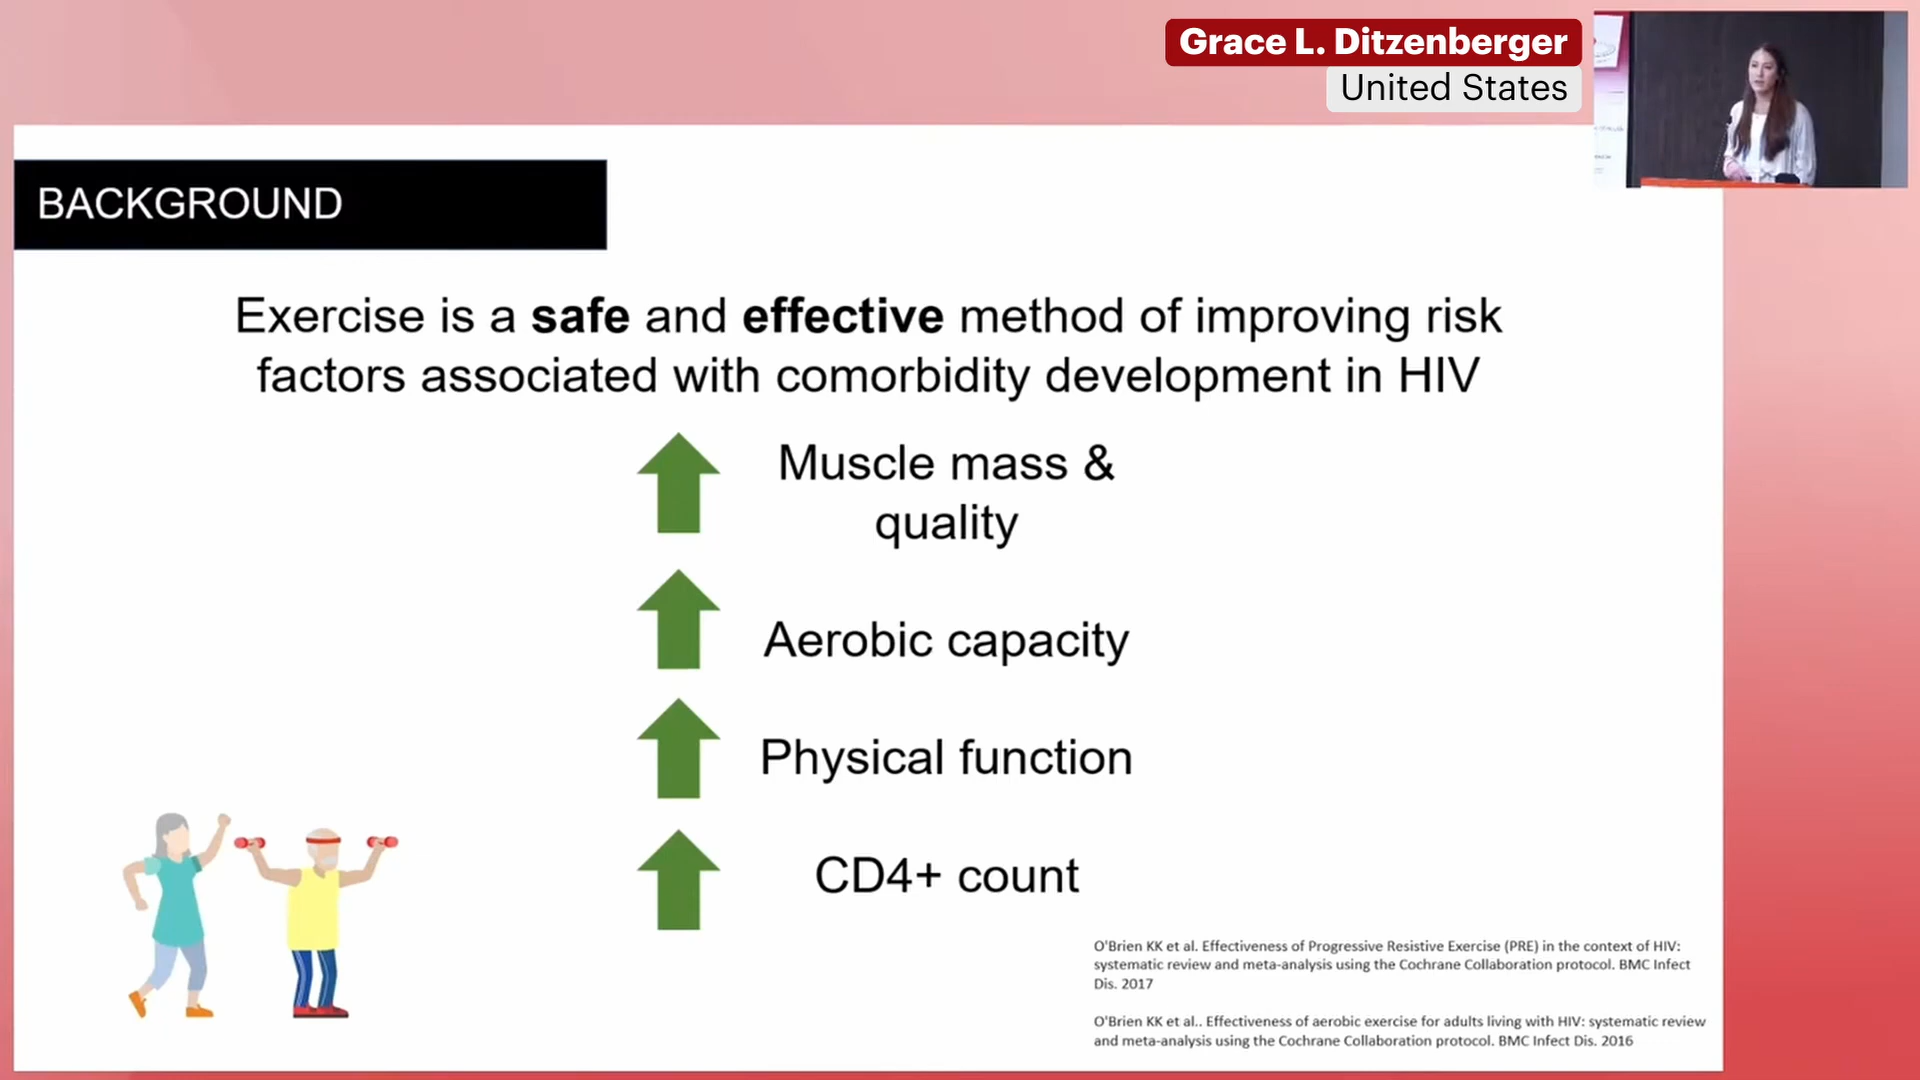 Grace L. Ditzenberger
United States
BACKGROUND
Exercise is a safe and effective method of improving risk
factors associated with comorbidity development in HIV
Muscle mass &
quality
Aerobic capacity
Physical function
CD4+ count
O'Brien KK et al. Effectiveness of Progressive Resistive Exercise (PRE) in the context of HIV:
systematic review and meta-analysis using the Cochrane Collaboration protocol. BMC Infect
Dis. 2017
O'Brien KK et al.. Effectiveness of aerobic exercise for adults living with HIV: systematic review
and meta-analysis using the Cochrane Collaboration protocol. BMC Infect Dis. 2016